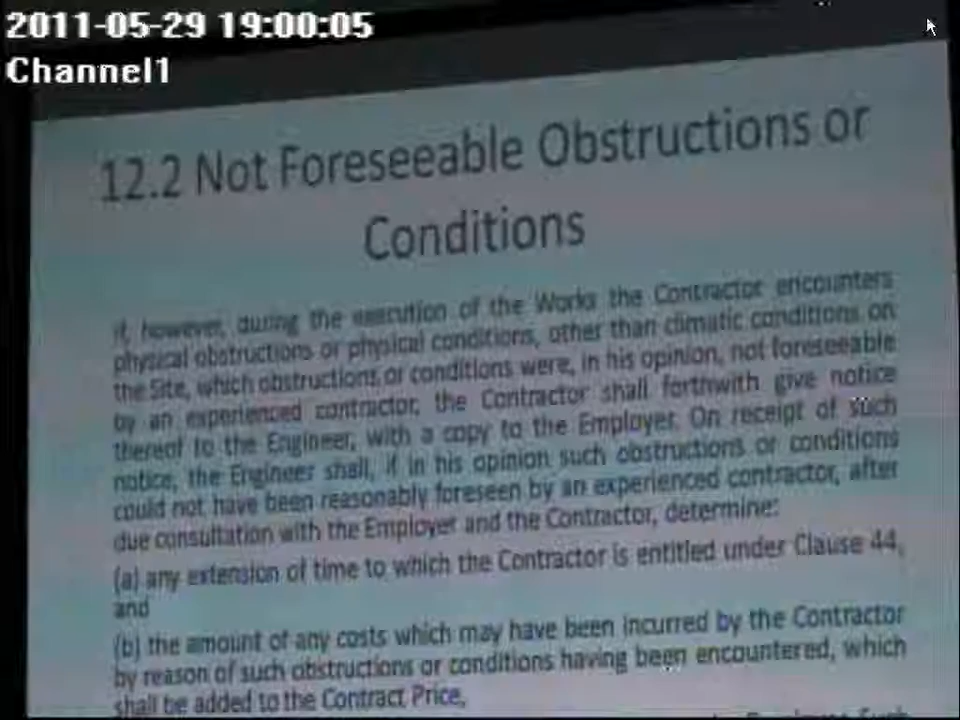 2011-05-29 19:00:05
Channel1
12.2 Not Foreseeable Obstructions or
Conditions
If, however, during the execution of the Works the Contractor encounters
physical obstructions or physical conditions, other than climatic conditions on
the Site, which obstructions or conditions were, in his opinion, not foreseeable
by an experienced contractor, the Contractor shall forthwith give notice
thereof to the Engineer, with a copy to the Employer. On receipt of such
notice, the Engineer shall, if in his opinion such obstructions or conditions
could not have been reasonably foreseen by an experienced contractor, after
due consultation with the Employer and the Contractor, determine:
(a) any extension of time to which the Contractor is entitled under Clause 44,
and
(b) the amount of any costs which may have been incurred by the Contractor
by reason of such obstructions or conditions having been encountered, which
shall be added to the Contract Price,